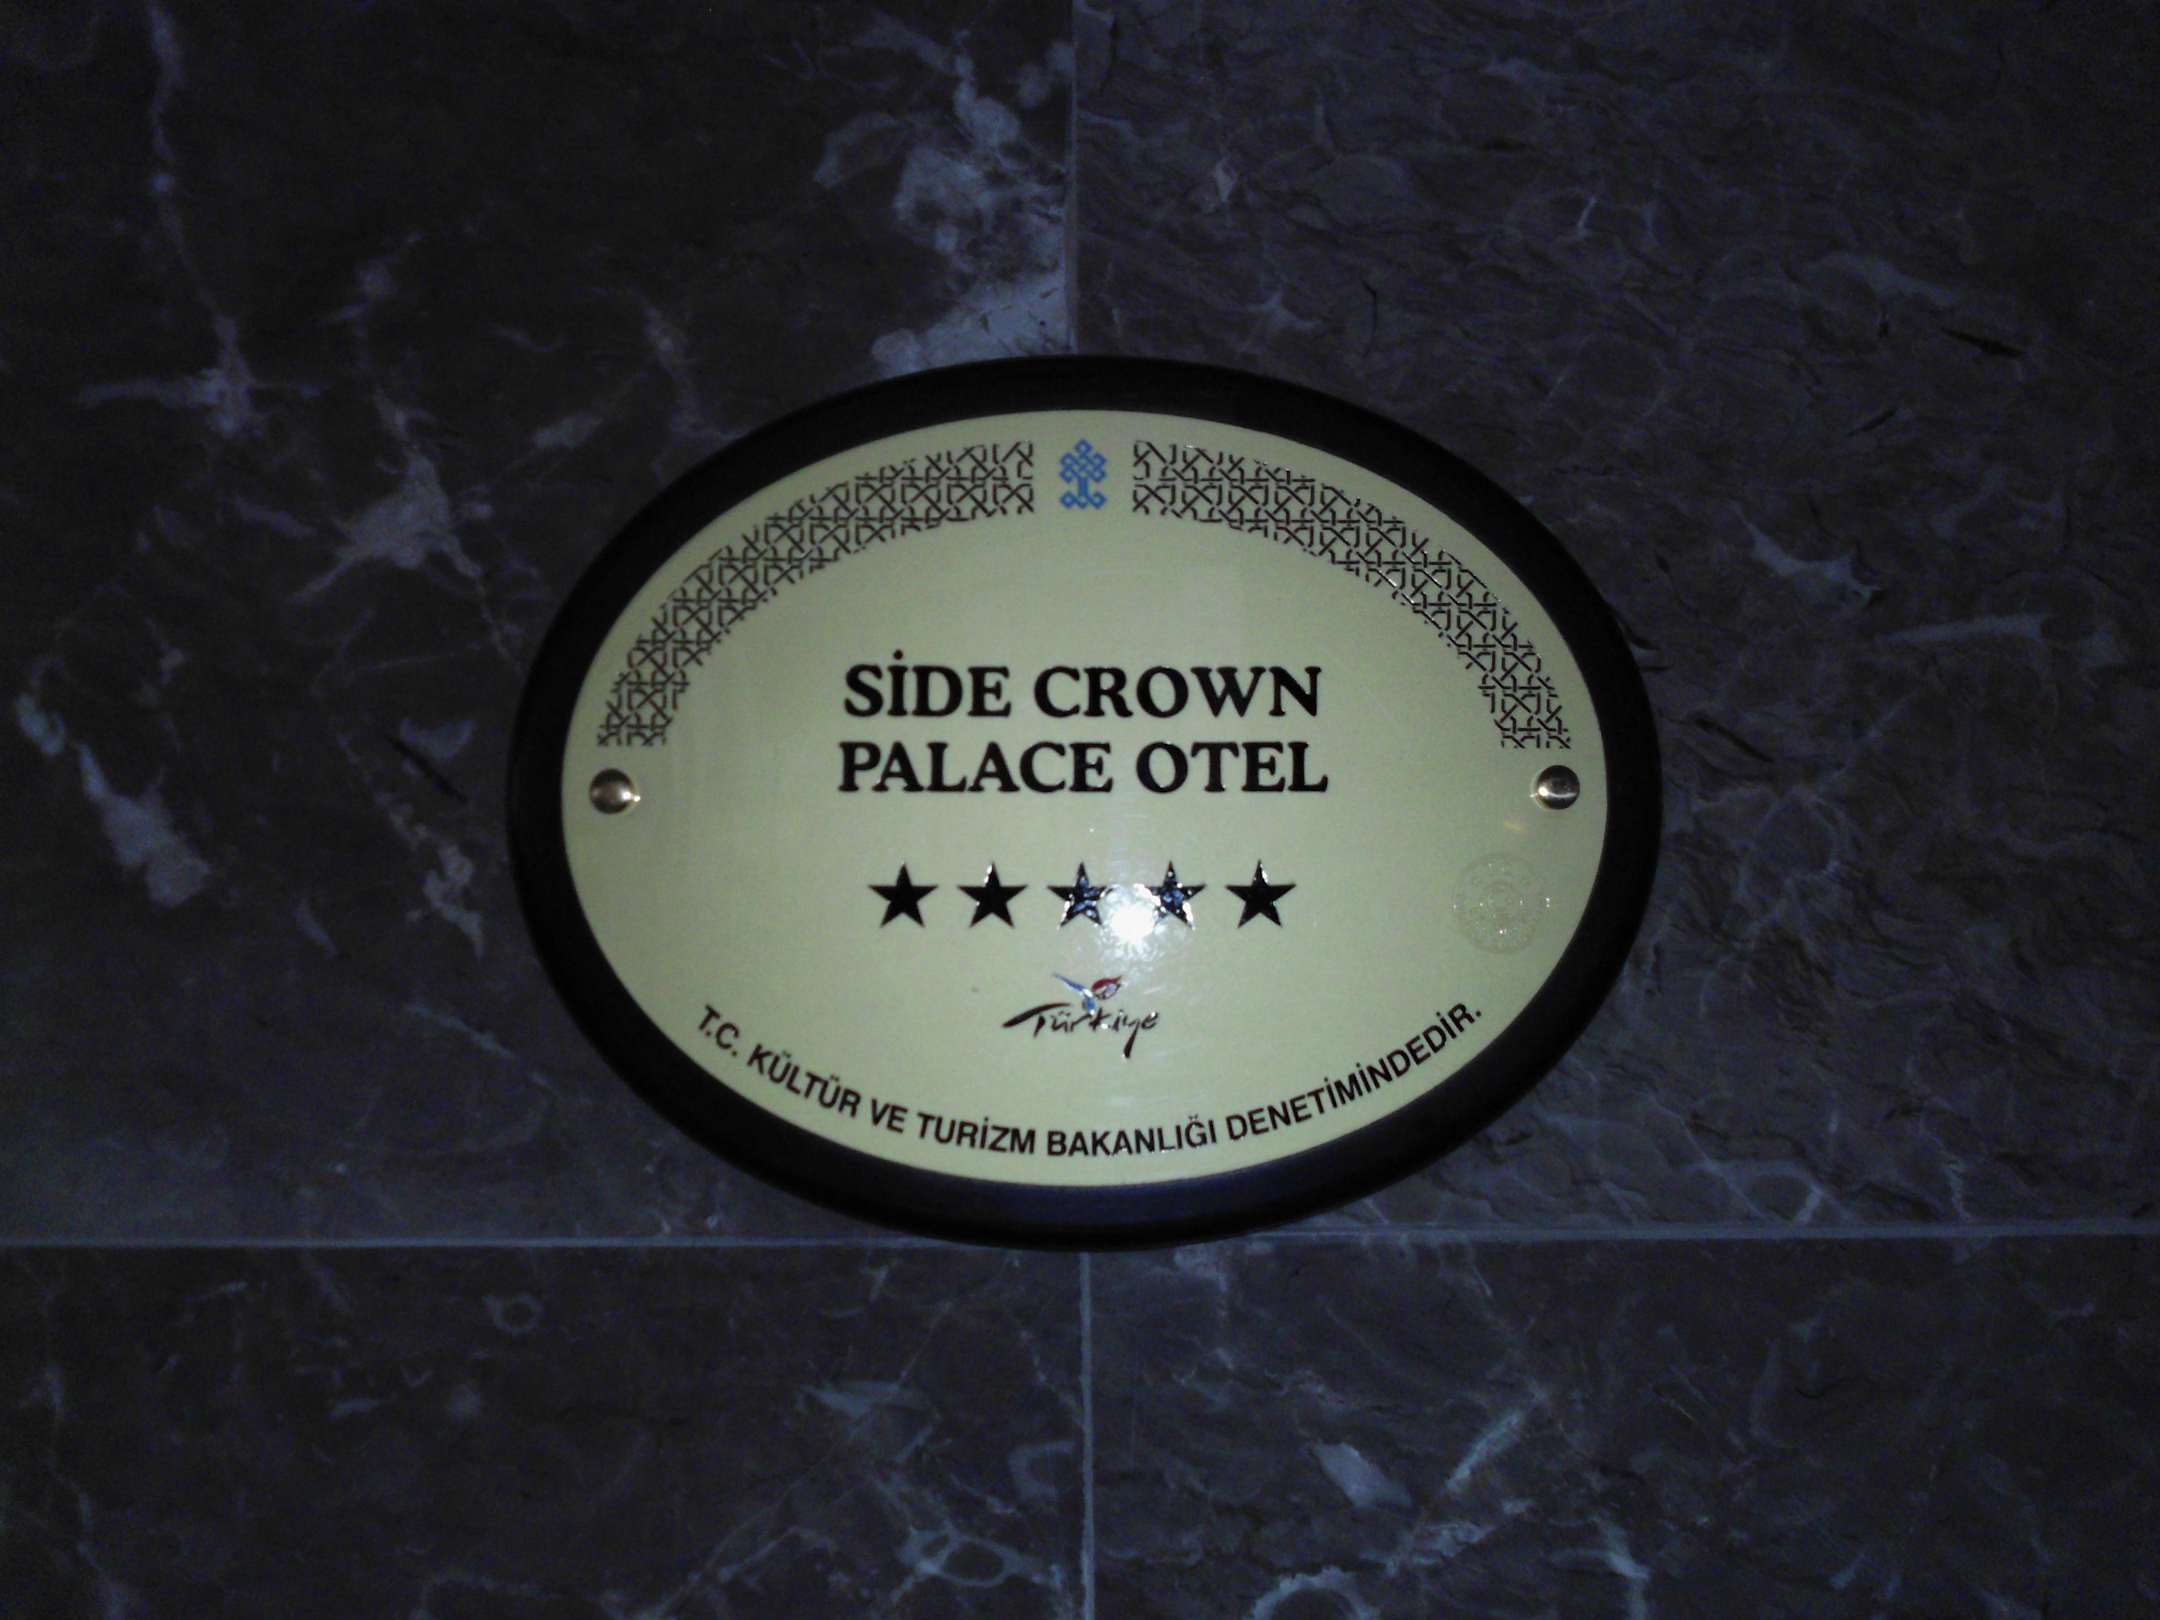 SİDE CROWN
PALACE OTEL
Türkiye
T.C. KÜLTÜR VE TURİZM BAKANLIĞI DENETİMİNDEDİR.